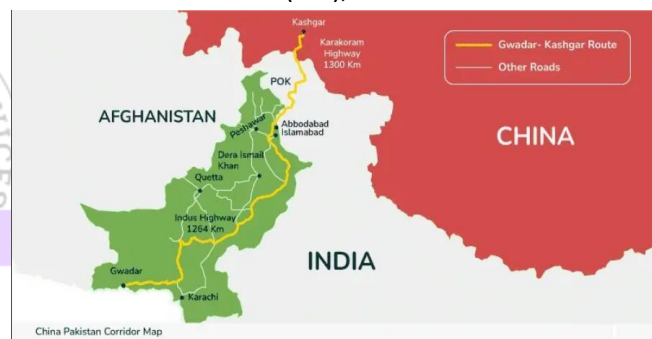 Kashgar
Karakoram
Highway
1300 Km
Gwadar- Kashgar Route
Other Roads
POK
AFGHANISTAN
Peshawar
Abbodabad
Islamabad
CHINA
Dera Ismail
Khan
Quetta
Indus Highway
1264 Km
INDIA
Gwadar
Karachi
China Pakistan Corridor Map